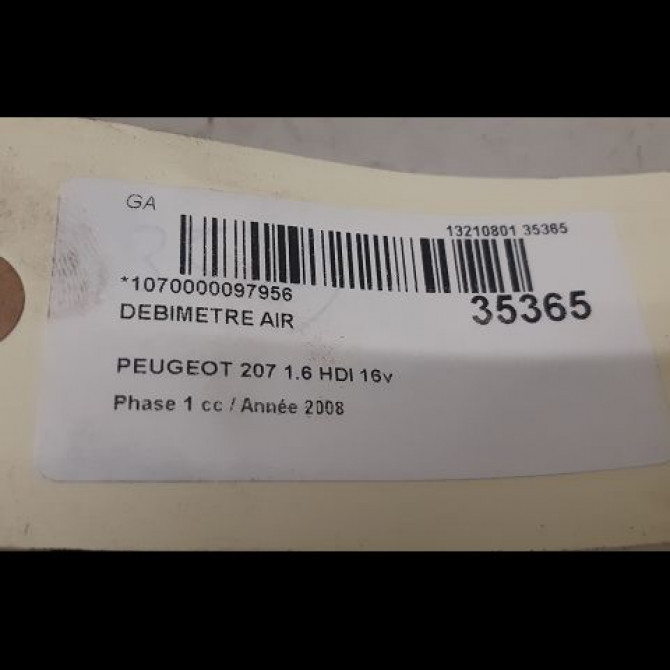 GA
13210801 35365
*1070000097956
35365
DEBIMETRE AIR
PEUGEOT 207 1.6 HDI 16v
Phase 1 cc / Année 2008